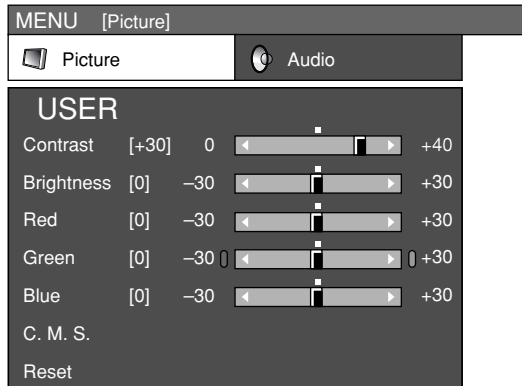 MENU [Picture]
Picture Audio
USER
Contrast [+30] 0 +40
Brightness [0] –30 +30
Red [0] –30 +30
Green [0] –30 +30
Blue [0] –30 +30
C. M. S.
Reset